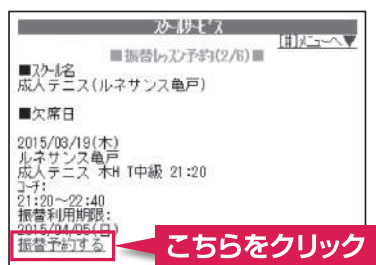 スクールサービス
[#]メニューへ▼
■振替レッスン予約(2/6)■
■スクール名
成人テニス(ルネサンス亀戸)
■欠席日
2015/03/19(木)
ルネサンス亀戸
成人テニス 木H T中級 21:20
コーチ:
21:20～22:40
振替利用期限:
2015/04/05(日)
振替予約する
こちらをクリック